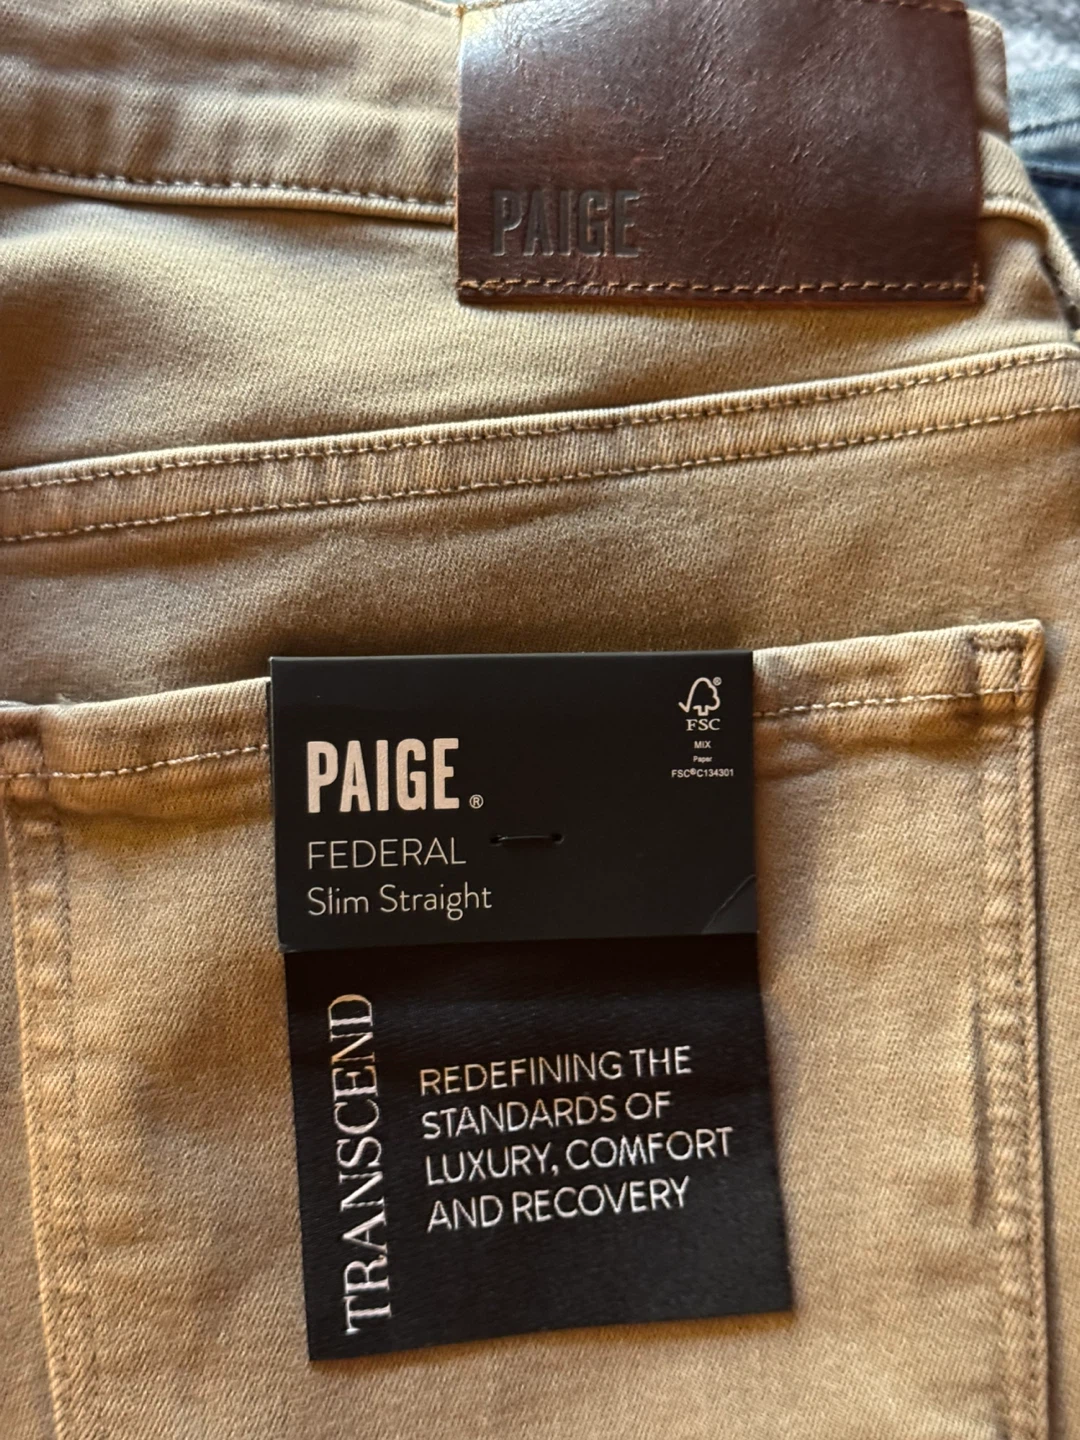 PAIGE
PAIGE®
FEDERAL
Slim Straight
®
FSC
MIX
Paper
FSC®C134301
TRANSCEND
REDEFINING THE
STANDARDS OF
LUXURY, COMFORT
AND RECOVERY